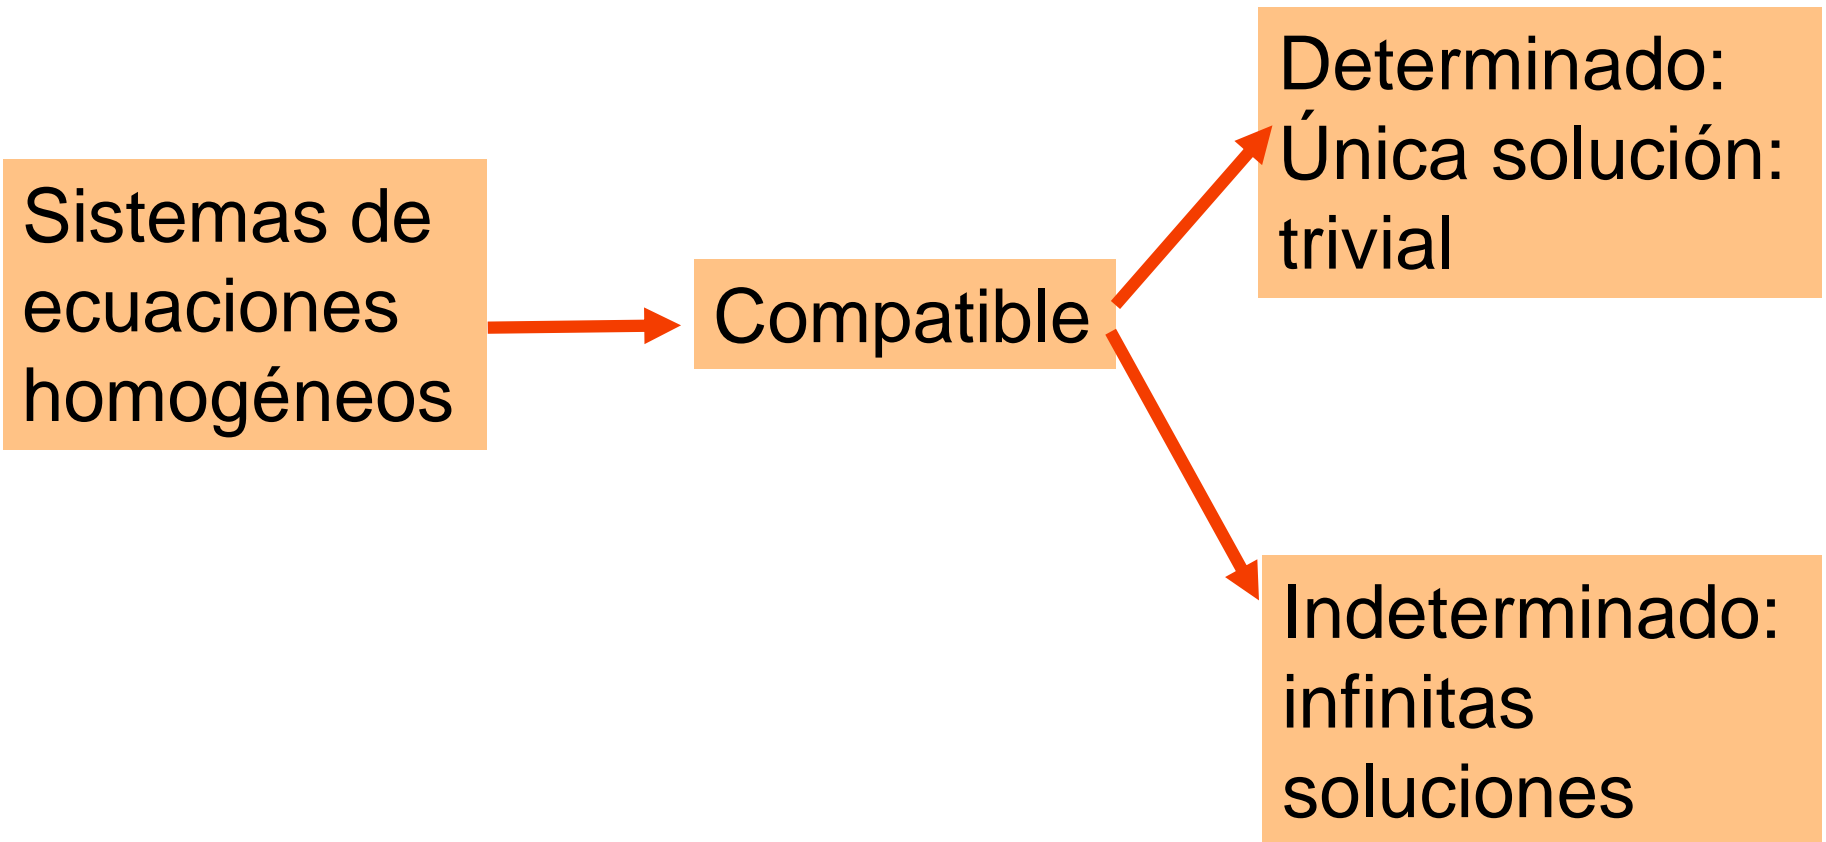 Sistemas de
ecuaciones
homogéneos
Compatible
Determinado:
Única solución:
trivial
Indeterminado:
infinitas
soluciones